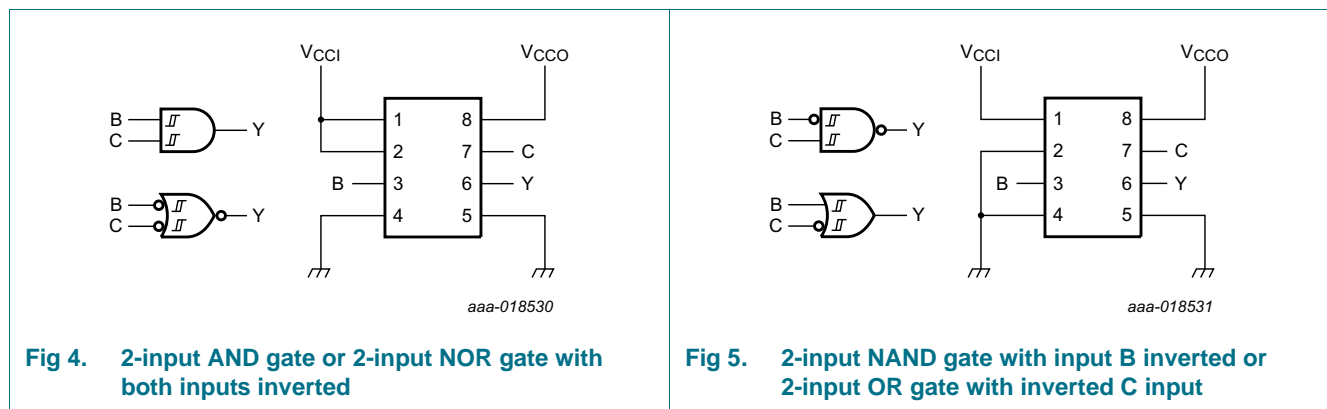 VCCI
VCCO
B
C
Y
B
C
Y
B
1
2
3
4
8
7
6
5
C
Y
aaa-018530
Fig 4. 2-input AND gate or 2-input NOR gate with
both inputs inverted
VCCI
VCCO
B
C
Y
B
C
Y
B
1
2
3
4
8
7
6
5
C
Y
aaa-018531
Fig 5. 2-input NAND gate with input B inverted or
2-input OR gate with inverted C input